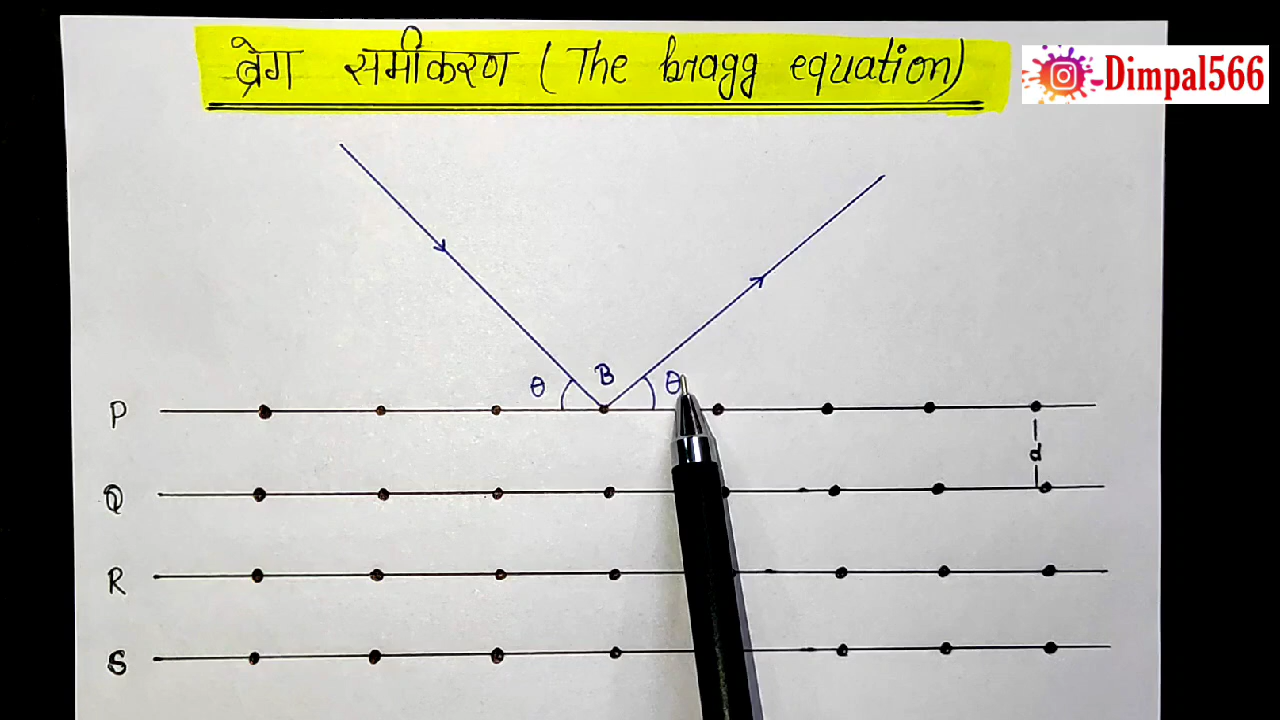 ब्रेग समीकरण ( The bragg equation)
Dimpal566
θ B θ
P
d
Q
R
S